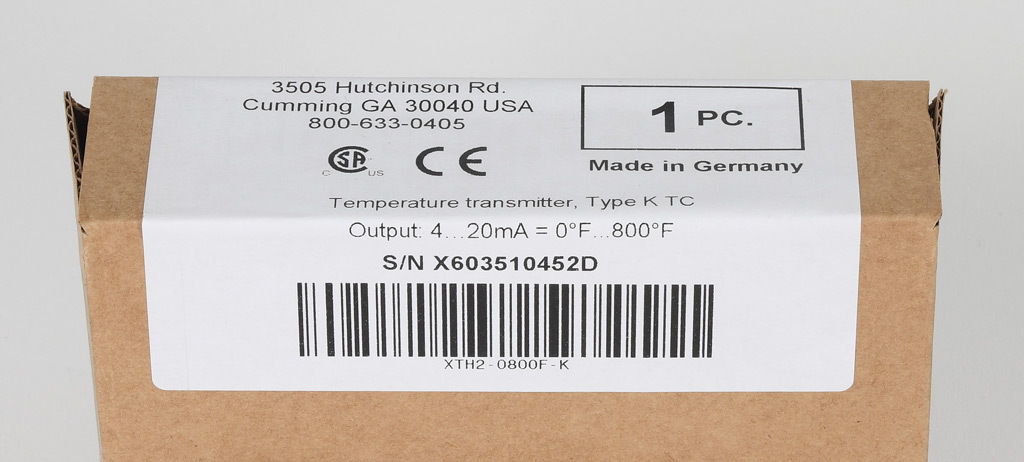 3505 Hutchinson Rd.
Cumming GA 30040 USA
800-633-0405
1 PC.
C SA US CE
Made in Germany
Temperature transmitter, Type K TC
Output: 4...20mA = 0°F...800°F
S/N X603510452D
XTH2-0800F-K